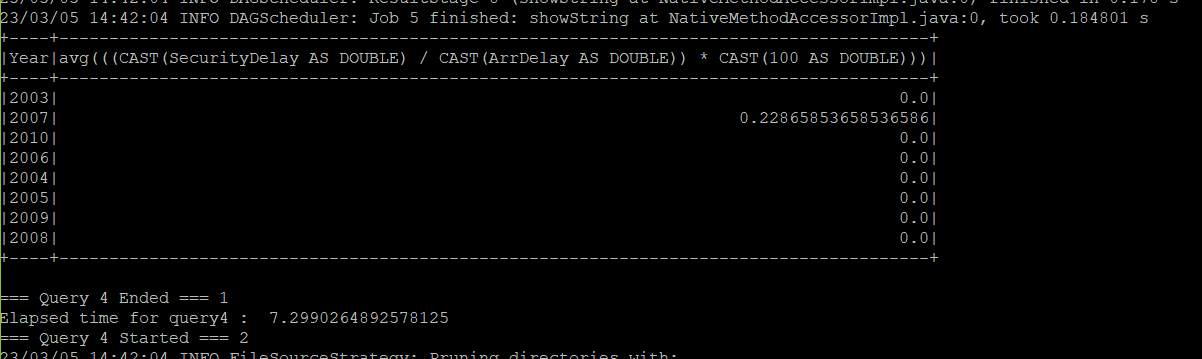 23/03/05 14:42:04 INFO DAGScheduler: Job 5 finished: showString at NativeMethodAccessorImpl.java:0, took 0.184801 s
+----+---------------------------------------------------------------------------------------+
|Year|avg(((CAST(SecurityDelay AS DOUBLE) / CAST(ArrDelay AS DOUBLE)) * CAST(100 AS DOUBLE)))|
+----+---------------------------------------------------------------------------------------+
|2003| 0.0|
|2007| 0.22865853658536586|
|2010| 0.0|
|2006| 0.0|
|2004| 0.0|
|2005| 0.0|
|2009| 0.0|
|2008| 0.0|
+----+---------------------------------------------------------------------------------------+
=== Query 4 Ended === 1
Elapsed time for query4 :  7.2990264892578125
=== Query 4 Started === 2
23/03/05 14:42:04 INFO FileSourceStrategy: Pruning directories with: